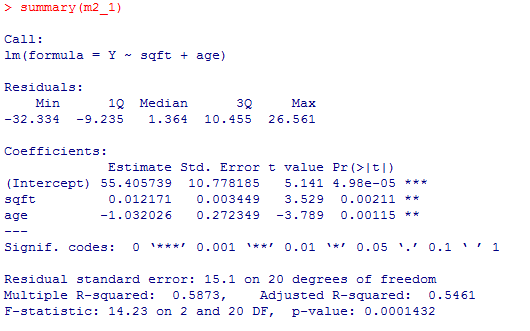 > summary(m2_1)
Call:
lm(formula = Y ~ sqft + age)
Residuals:
    Min      1Q  Median      3Q     Max
-32.334  -9.235   1.364  10.455  26.561
Coefficients:
             Estimate Std. Error t value Pr(>|t|)
(Intercept) 55.405739  10.778185   5.141 4.98e-05 ***
sqft         0.012171   0.003449   3.529  0.00211 **
age         -1.032026   0.272349  -3.789  0.00115 **
---
Signif. codes:  0 ‘***’ 0.001 ‘**’ 0.01 ‘*’ 0.05 ‘.’ 0.1 ‘ ’ 1
Residual standard error: 15.1 on 20 degrees of freedom
Multiple R-squared:  0.5873,    Adjusted R-squared:  0.5461
F-statistic: 14.23 on 2 and 20 DF,  p-value: 0.0001432